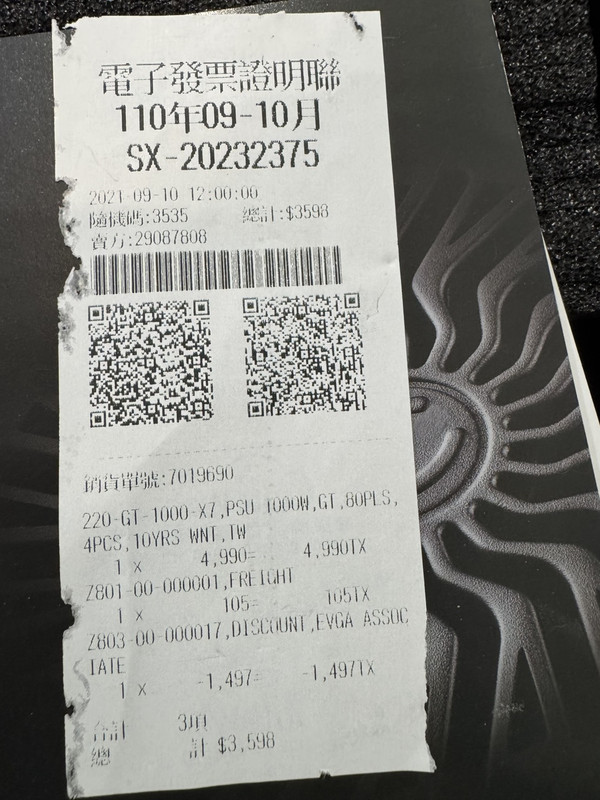 電子發票證明聯
110年09-10月
SX-20232375
2021-09-10 12:00:00
隨機碼:3535 總計:$3598
賣方:29087808
銷貨單號:7019690
220-GT-1000-X7,PSU 1000W,GT,80PLS,
4PCS,10YRS WNT,TW
1 x 4,990= 4,990TX
Z801-00-000001,FREIGHT
1 x 105= 105TX
Z803-00-000017,DISCOUNT,EVGA ASSOC
IATE
1 x -1,497= -1,497TX
合計 3項
總 計 $3,598